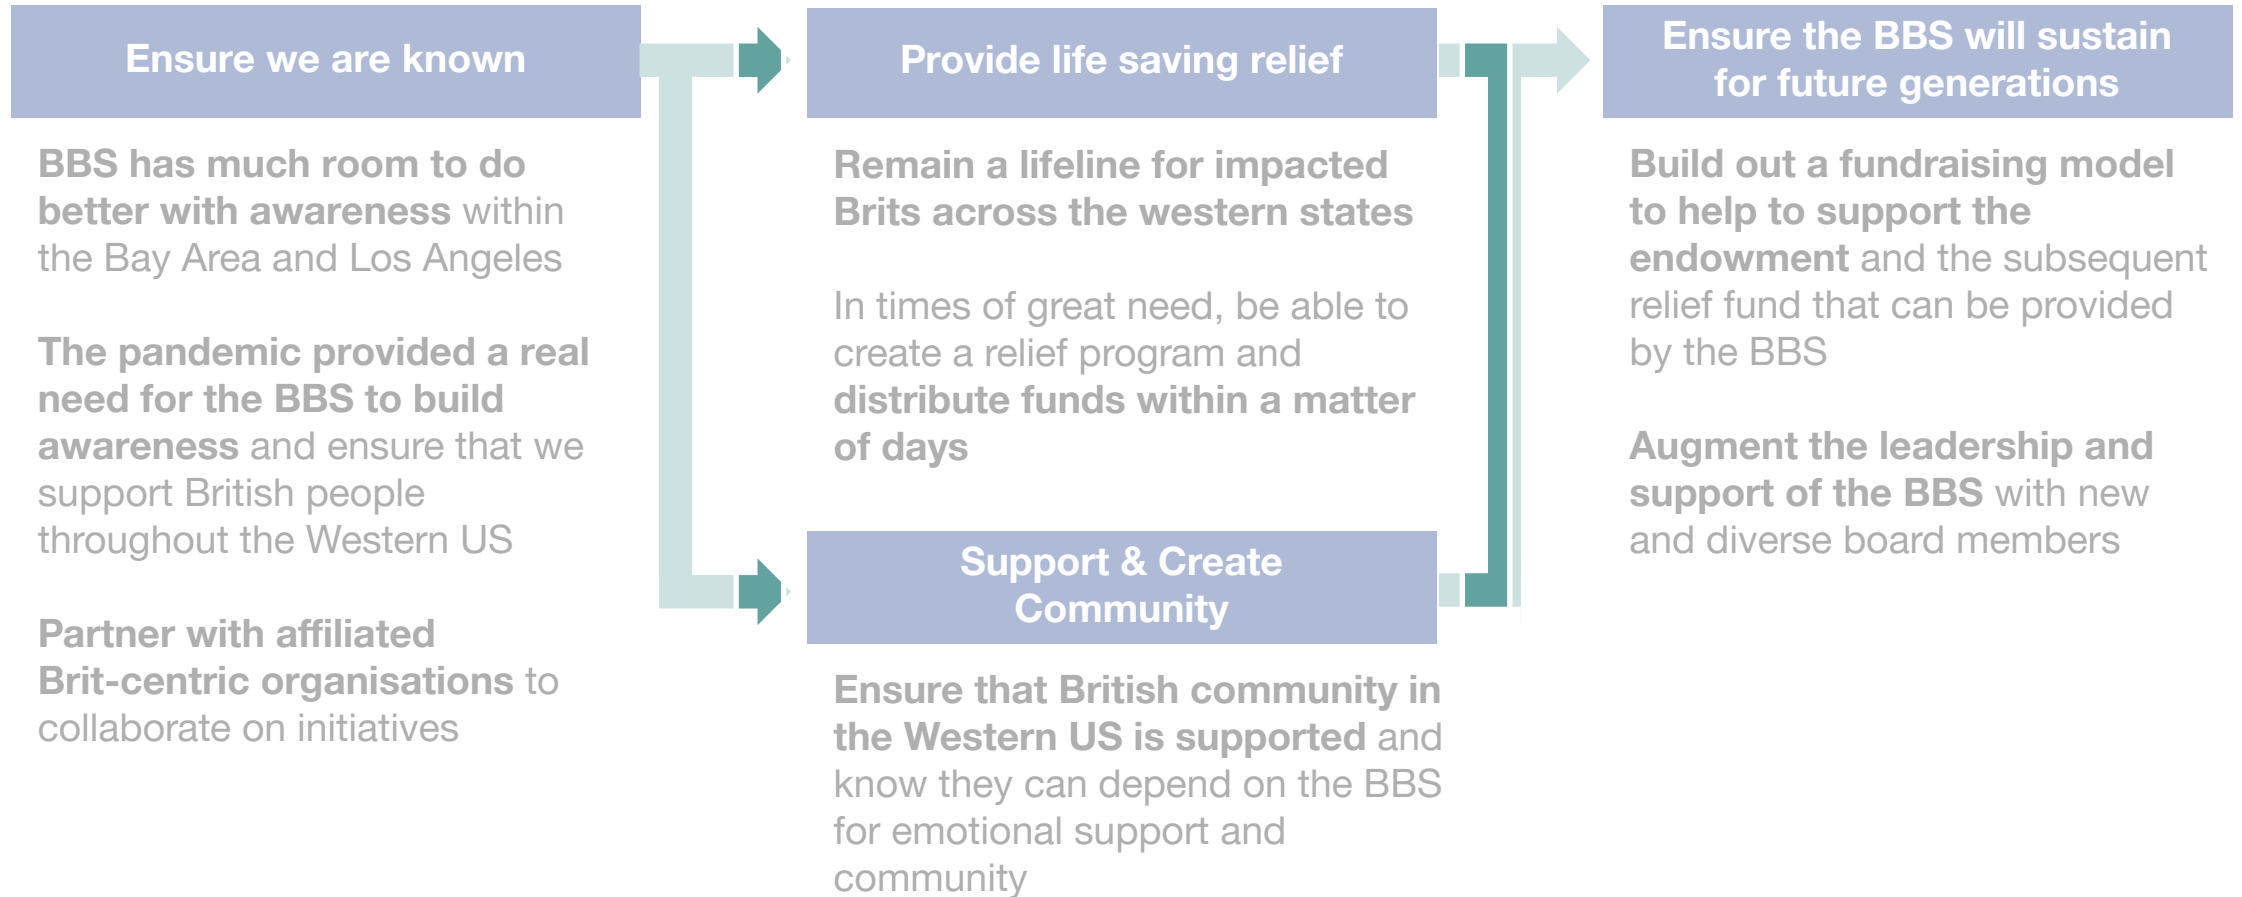 Ensure we are known
BBS has much room to do
better with awareness within
the Bay Area and Los Angeles
The pandemic provided a real
need for the BBS to build
awareness and ensure that we
support British people
throughout the Western US
Partner with affiliated
Brit-centric organisations to
collaborate on initiatives
Provide life saving relief
Remain a lifeline for impacted
Brits across the western states
In times of great need, be able to
create a relief program and
distribute funds within a matter
of days
Support & Create
Community
Ensure that British community in
the Western US is supported and
know they can depend on the BBS
for emotional support and
community
Ensure the BBS will sustain
for future generations
Build out a fundraising model
to help to support the
endowment and the subsequent
relief fund that can be provided
by the BBS
Augment the leadership and
support of the BBS with new
and diverse board members